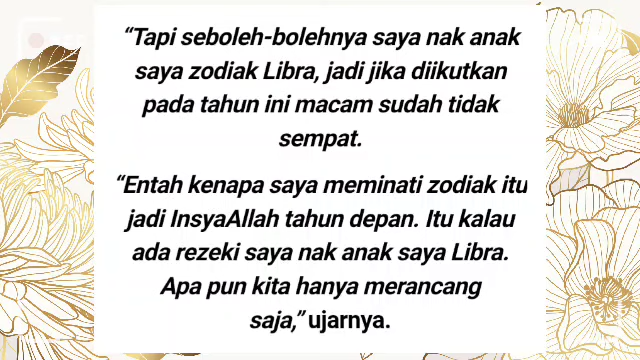 “Tapi seboleh-bolehnya saya nak anak
saya zodiak Libra, jadi jika diikutkan
pada tahun ini macam sudah tidak
sempat.
“Entah kenapa saya meminati zodiak itu
jadi InsyaAllah tahun depan. Itu kalau
ada rezeki saya nak anak saya Libra.
Apa pun kita hanya merancang
saja,” ujarnya.